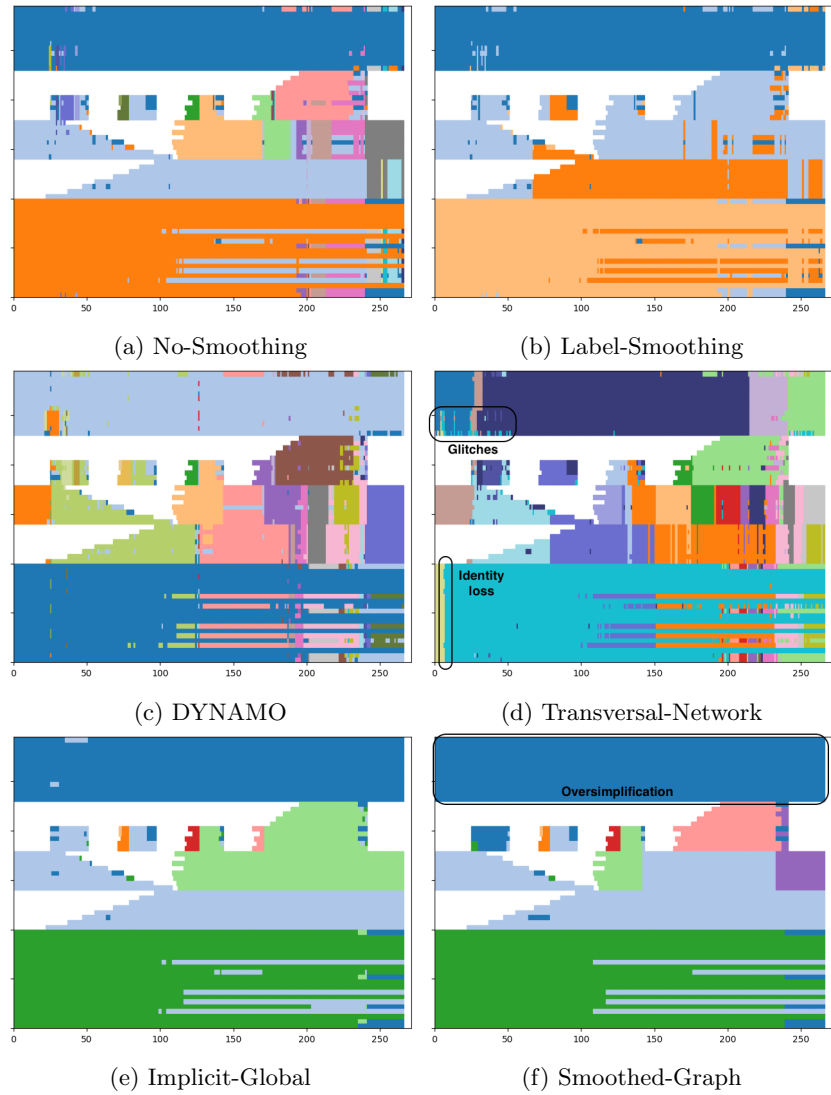 0 50 100 150 200 250
0 50 100 150 200 250
(a) No-Smoothing
(b) Label-Smoothing
Glitches
Identity
loss
0 50 100 150 200 250
0 50 100 150 200 250
(c) DYNAMO
(d) Transversal-Network
Oversimplification
0 50 100 150 200 250
0 50 100 150 200 250
(e) Implicit-Global
(f) Smoothed-Graph